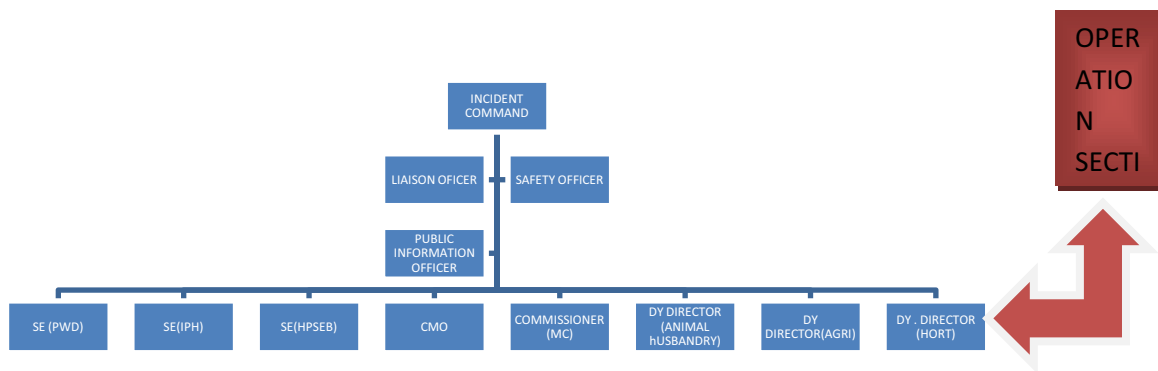 OPER
ATIO
N
SECTI
INCIDENT
COMMAND
LIAISON OFICER
SAFETY OFFICER
PUBLIC
INFORMATION
OFFICER
SE (PWD)
SE(IPH)
SE(HPSEB)
CMO
COMMISSIONER
(MC)
DY DIRECTOR
(ANIMAL
hUSBANDRY)
DY
DIRECTOR(AGRI)
DY . DIRECTOR
(HORT)